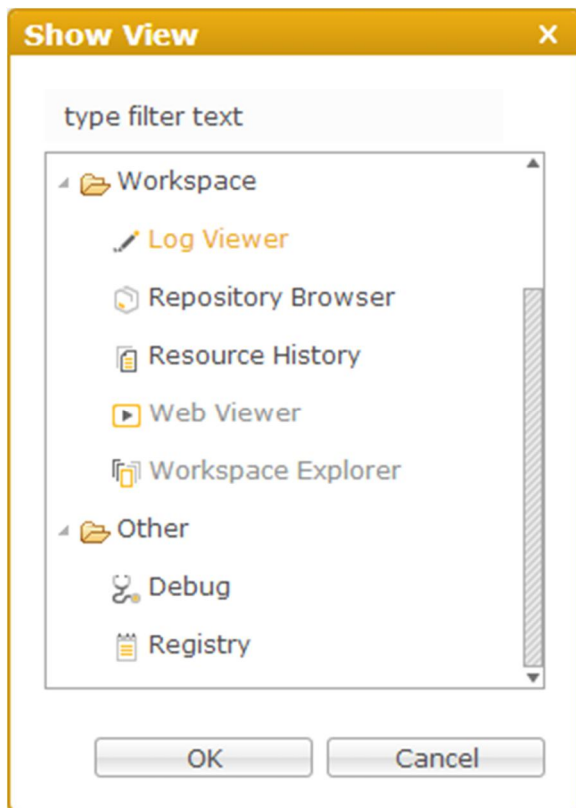 Show View
type filter text
Workspace
Log Viewer
Repository Browser
Resource History
Web Viewer
Workspace Explorer
Other
Debug
Registry
OK Cancel